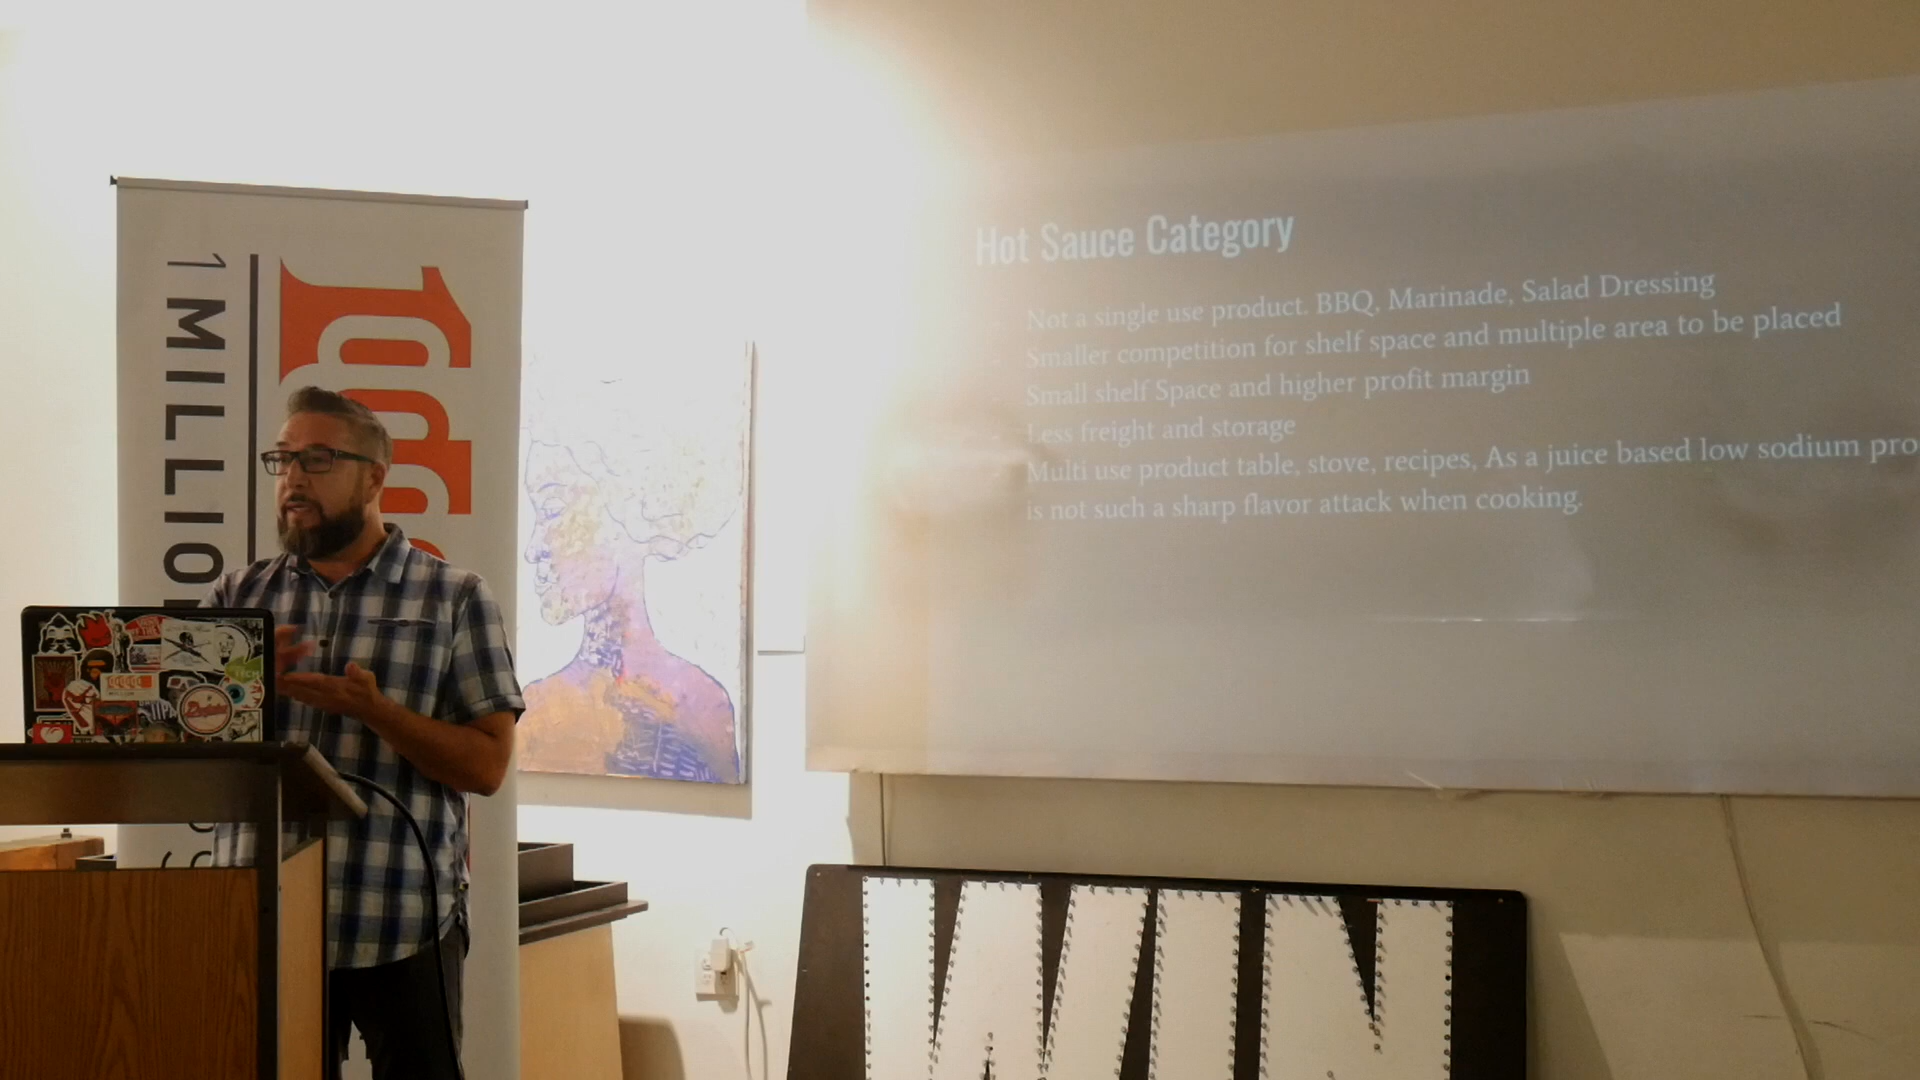 Hot Sauce Category
Not a single use product. BBQ, Marinade, Salad Dressing
Smaller competition for shelf space and multiple area to be placed
Small shelf Space and higher profit margin
Less freight and storage
Multi use product table, stove, recipes, As a juice based low sodium pro
is not such a sharp flavor attack when cooking.
1 MILLIO